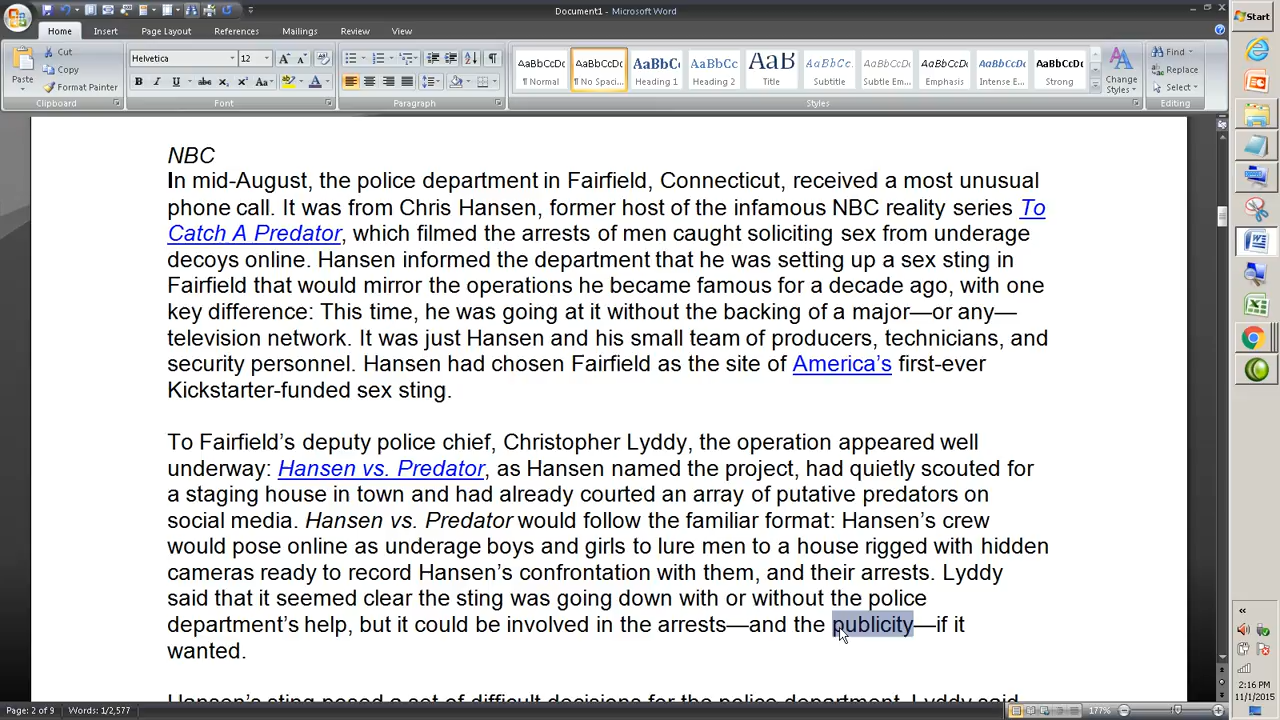 Document1 - Microsoft Word
Home Insert Page Layout References Mailings Review View
Paste
Cut
Copy
Format Painter
Clipboard
Helvetica 12
Font
Paragraph
AaBbCcDc AaBbCcDc AaBbCc AaBbCc AaB AaBbCc. AaBbCcDc AaBbCcDc AaBbCcDc AaBbCcDc
¶ Normal ¶ No Spaci... Heading 1 Heading 2 Title Subtitle Subtle Em... Emphasis Intense E... Strong
Change Styles
Styles
Find
Replace
Select
Editing
Start
NBC
In mid-August, the police department in Fairfield, Connecticut, received a most unusual
phone call. It was from Chris Hansen, former host of the infamous NBC reality series To
Catch A Predator, which filmed the arrests of men caught soliciting sex from underage
decoys online. Hansen informed the department that he was setting up a sex sting in
Fairfield that would mirror the operations he became famous for a decade ago, with one
key difference: This time, he was going at it without the backing of a major—or any—
television network. It was just Hansen and his small team of producers, technicians, and
security personnel. Hansen had chosen Fairfield as the site of America’s first-ever
Kickstarter-funded sex sting.
To Fairfield’s deputy police chief, Christopher Lyddy, the operation appeared well
underway: Hansen vs. Predator, as Hansen named the project, had quietly scouted for
a staging house in town and had already courted an array of putative predators on
social media. Hansen vs. Predator would follow the familiar format: Hansen’s crew
would pose online as underage boys and girls to lure men to a house rigged with hidden
cameras ready to record Hansen’s confrontation with them, and their arrests. Lyddy
said that it seemed clear the sting was going down with or without the police
department’s help, but it could be involved in the arrests—and the publicity—if it
wanted.
Hansen’s sting posed a set of difficult decisions for the police department. Lyddy said
Page: 2 of 9 Words: 1/2,577
177%
2:16 PM
11/1/2015